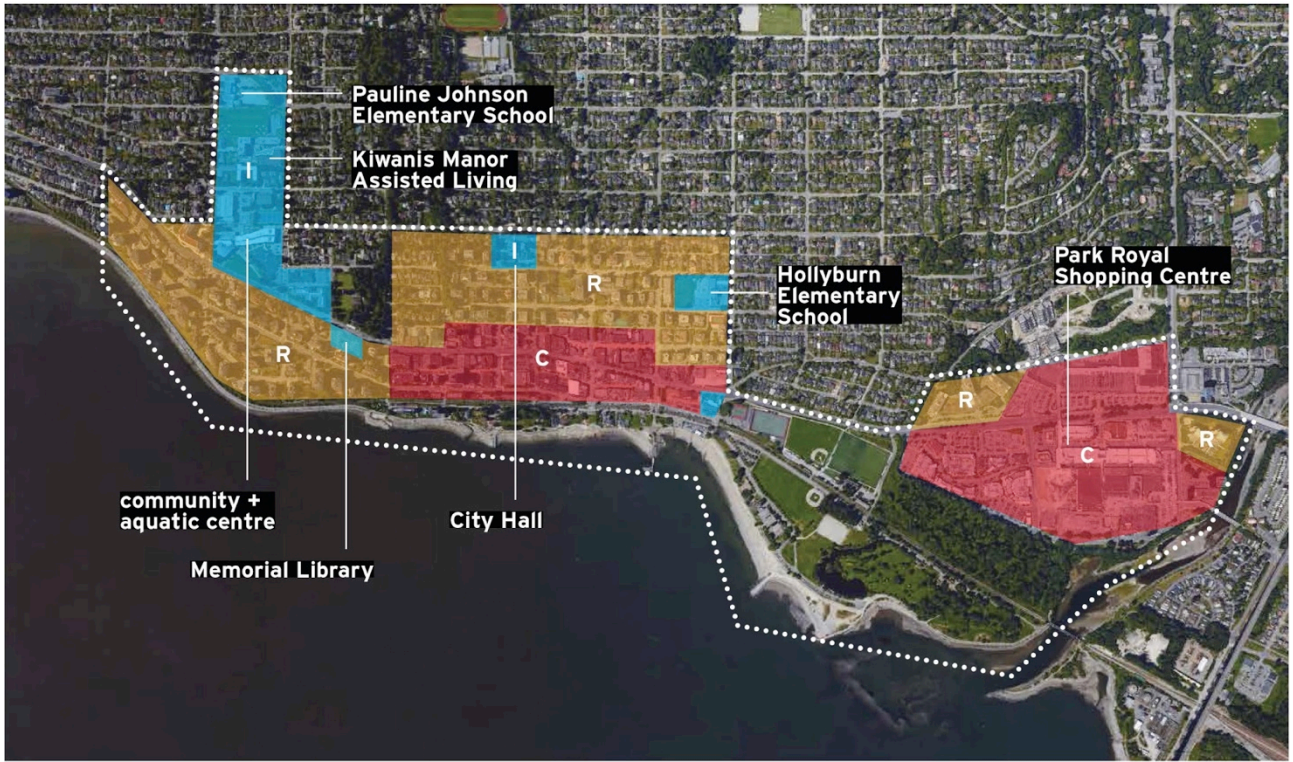 Pauline Johnson
Elementary School
I
Kiwanis Manor
Assisted Living
I
R
Hollyburn
Elementary
School
Park Royal
Shopping Centre
R
C
R
R
C
community +
aquatic centre
City Hall
Memorial Library